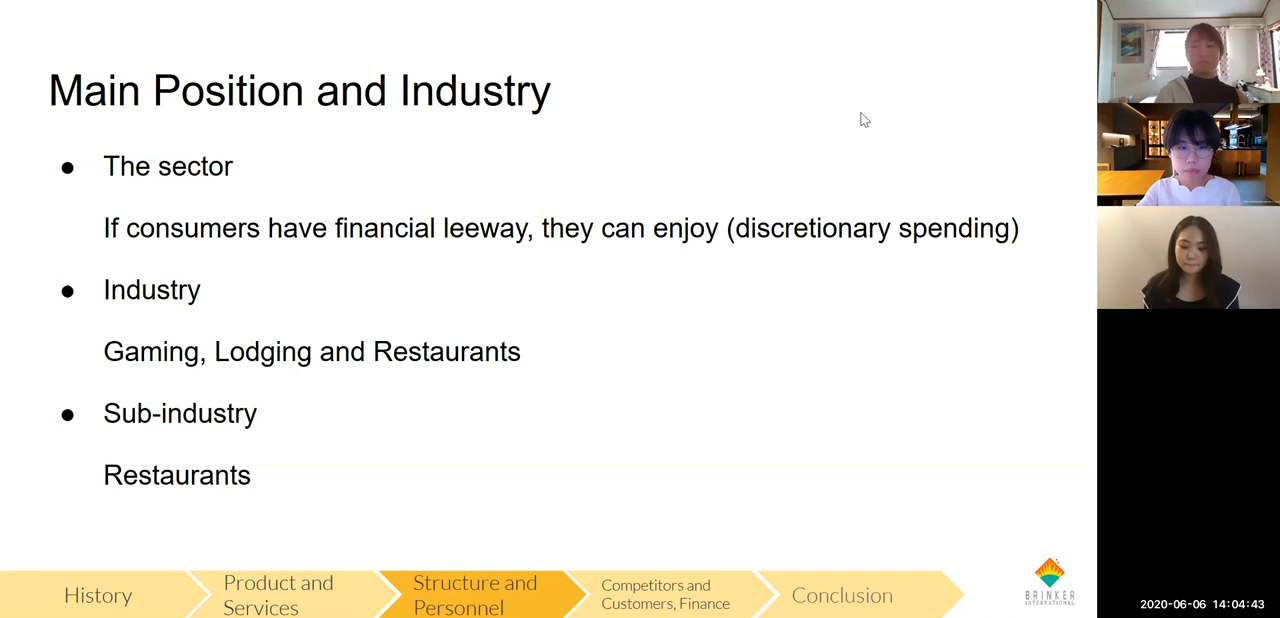 Main Position and Industry
● The sector
If consumers have financial leeway, they can enjoy (discretionary spending)
● Industry
Gaming, Lodging and Restaurants
● Sub-industry
Restaurants
History
Product and
Services
Structure and
Personnel
Competitors and
Customers, Finance
Conclusion
BRINKER
INTERNATIONAL
2020-06-06 14:04:43